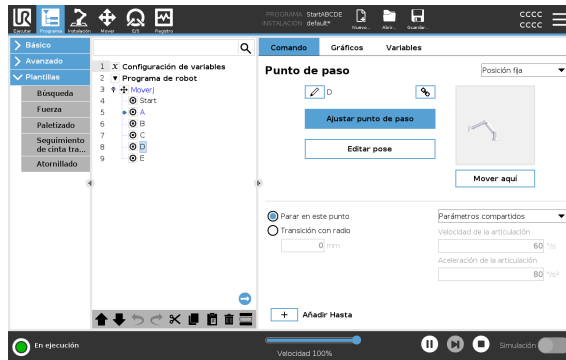 UR
Ejecutar
Programa
Instalación
Mover
E/S
Registro
PROGRAMA StartABCDE
INSTALACIÓN default*
Nuevo...
Abrir...
Guardar...
CCCC
CCCC
Básico
Avanzado
Plantillas
Búsqueda
Fuerza
Paletizado
Seguimiento
de cinta tra...
Atornillado
1 X Configuración de variables
2 Programa de robot
3 MoverJ
4 Start
5 A
6 B
7 C
8 D
9 E
Comando Gráficos Variables
Punto de paso
Posición fija
D
Ajustar punto de paso
Editar pose
Mover aquí
Parar en este punto
Transición con radio
0 mm
Parámetros compartidos
Velocidad de la articulación
60 °/s
Aceleración de la articulación
80 °/s²
+ Añadir Hasta
En ejecución
Velocidad 100%
Simulación